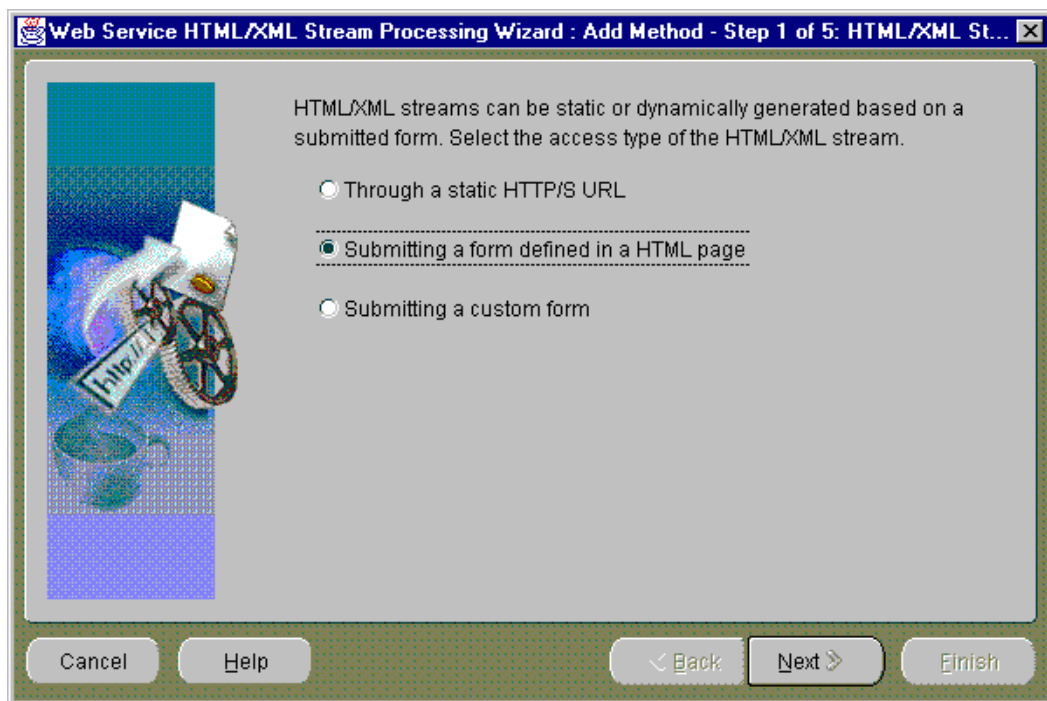 Web Service HTML/XML Stream Processing Wizard : Add Method - Step 1 of 5: HTML/XML St...
HTML/XML streams can be static or dynamically generated based on a
submitted form. Select the access type of the HTML/XML stream.
Through a static HTTP/S URL
Submitting a form defined in a HTML page
Submitting a custom form
http://
Cancel
Help
Back
Next
Finish